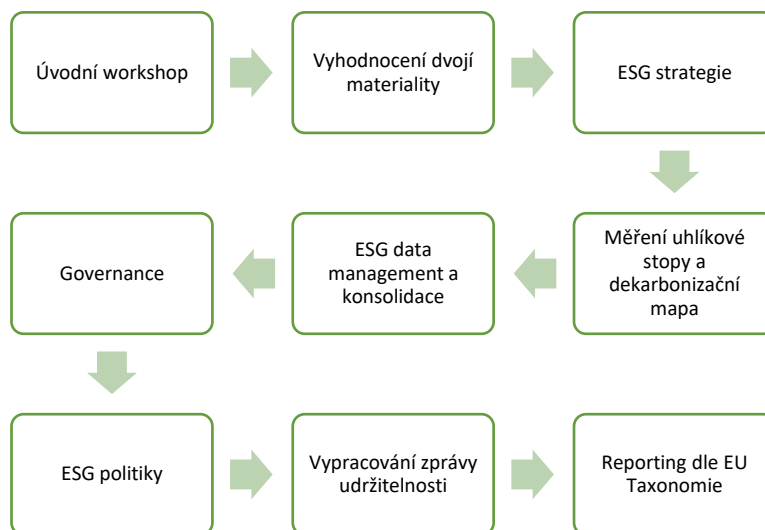 Úvodní workshop
Vyhodnocení dvojí
materiality
ESG strategie
Měření uhlíkové
stopy a
dekarbonizační
mapa
ESG data
management a
konsolidace
Governance
ESG politiky
Vypracování zprávy
udržitelnosti
Reporting dle EU
Taxonomie